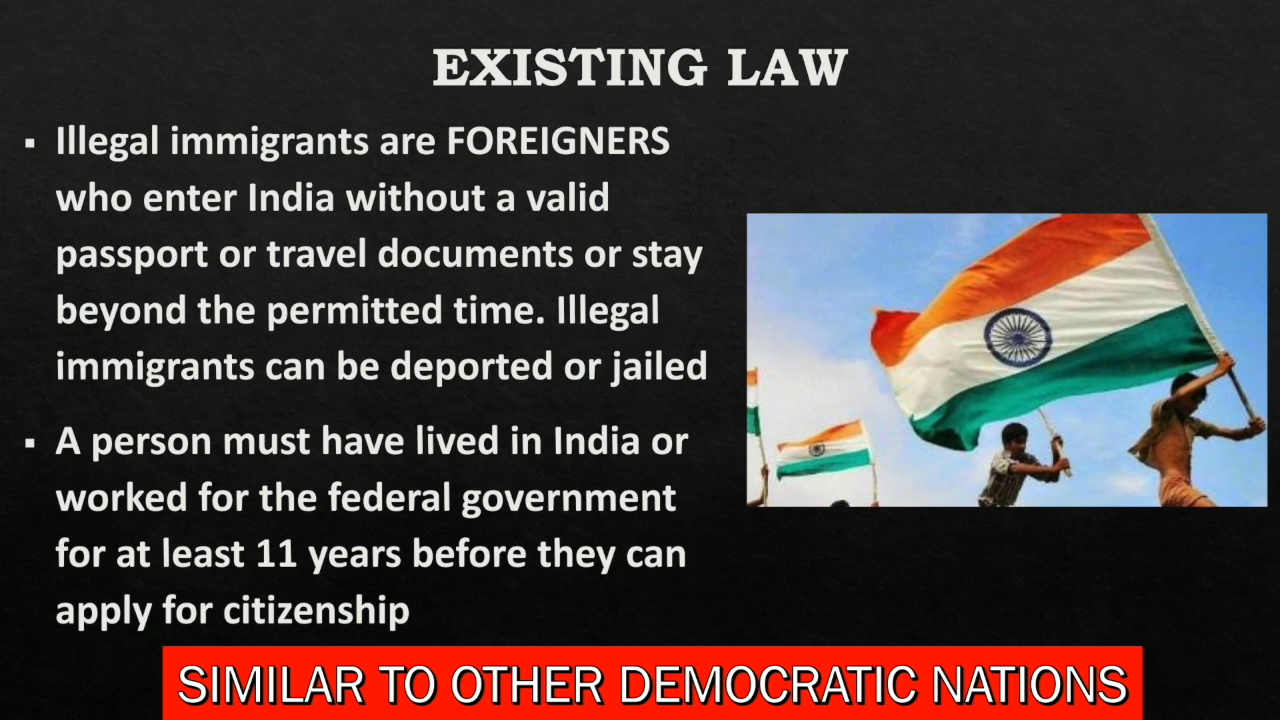 EXISTING LAW
▪ Illegal immigrants are FOREIGNERS
who enter India without a valid
passport or travel documents or stay
beyond the permitted time. Illegal
immigrants can be deported or jailed
▪ A person must have lived in India or
worked for the federal government
for at least 11 years before they can
apply for citizenship
SIMILAR TO OTHER DEMOCRATIC NATIONS